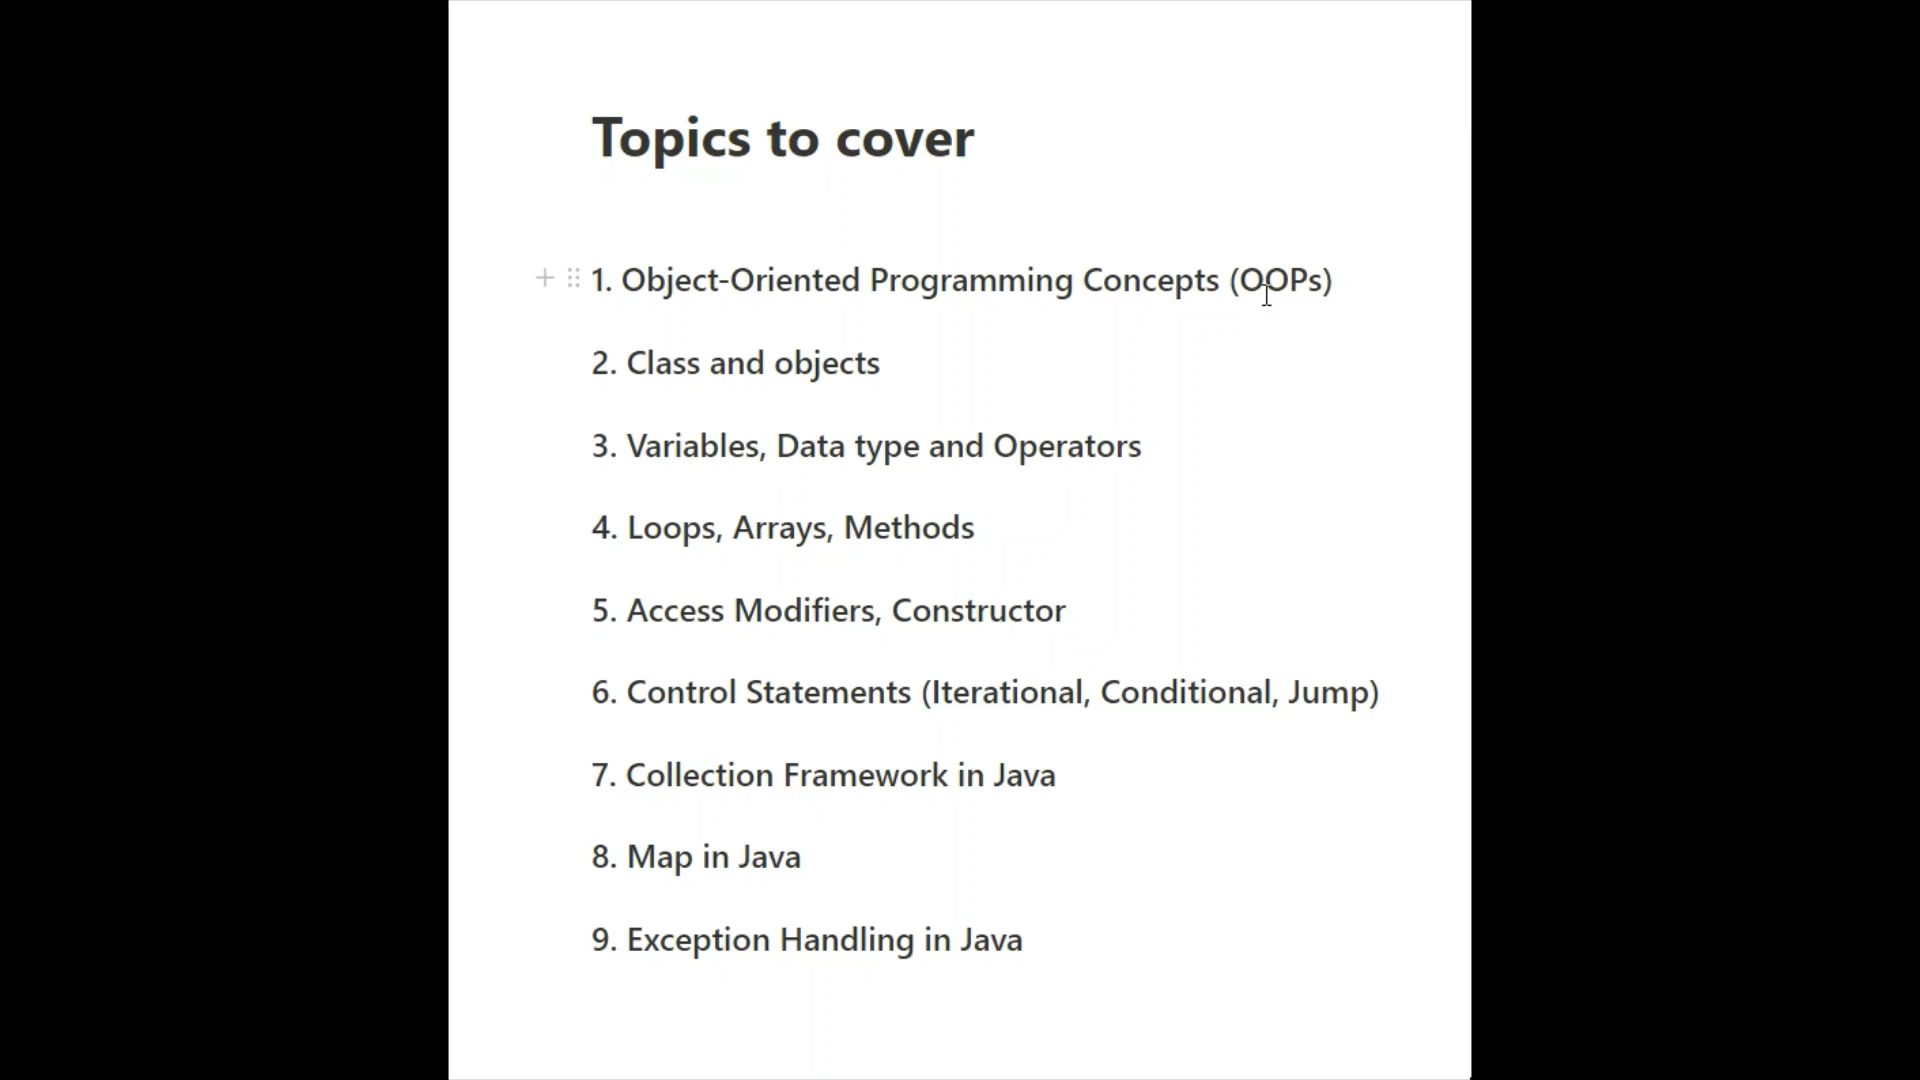 Topics to cover
1. Object-Oriented Programming Concepts (OOPs)
2. Class and objects
3. Variables, Data type and Operators
4. Loops, Arrays, Methods
5. Access Modifiers, Constructor
6. Control Statements (Iterational, Conditional, Jump)
7. Collection Framework in Java
8. Map in Java
9. Exception Handling in Java